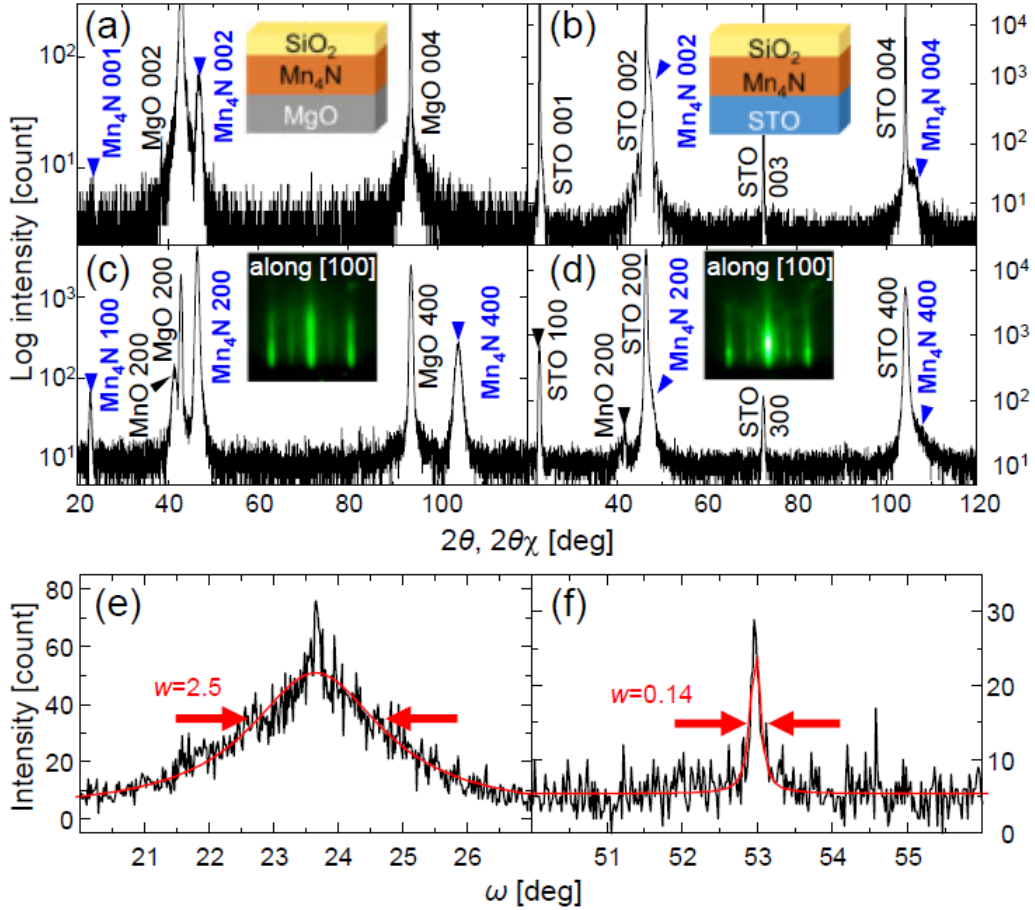 (a)
Mn4N 001
MgO 002
Mn4N 002
SiO2
Mn4N
MgO
MgO 004
10^2
10^1
(b)
STO 001
STO 002
Mn4N 002
SiO2
Mn4N
STO
STO
003
STO 004
Mn4N 004
10^4
10^3
10^2
10^1
Log intensity [count]
(c)
Mn4N 100
MnO 200
MgO 200
Mn4N 200
along [100]
MgO 400
Mn4N 400
10^3
10^2
10^1
(d)
STO 100
MnO 200
STO 200
Mn4N 200
along [100]
STO
300
STO 400
Mn4N 400
10^4
10^3
10^2
10^1
20 40 60 80 100 40 60 80 100 120
2θ, 2θχ [deg]
(e)
w=2.5
80
60
40
20
0
Intensity [count]
(f)
w=0.14
30
20
10
0
21 22 23 24 25 26 51 52 53 54 55
ω [deg]